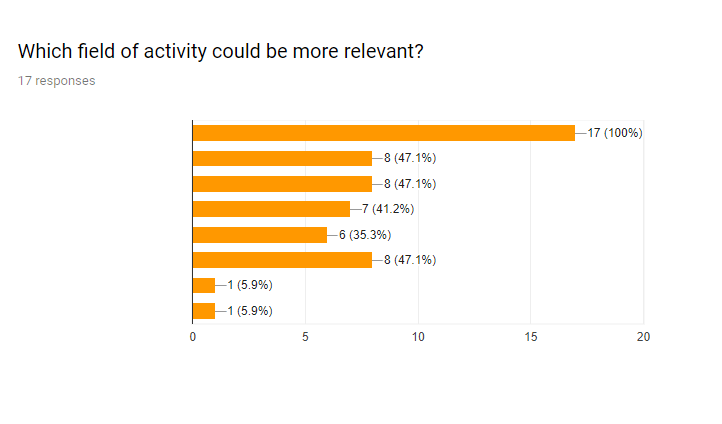 Which field of activity could be more relevant?
17 responses
17 (100%)
8 (47.1%)
8 (47.1%)
7 (41.2%)
6 (35.3%)
8 (47.1%)
1 (5.9%)
1 (5.9%)
0 5 10 15 20